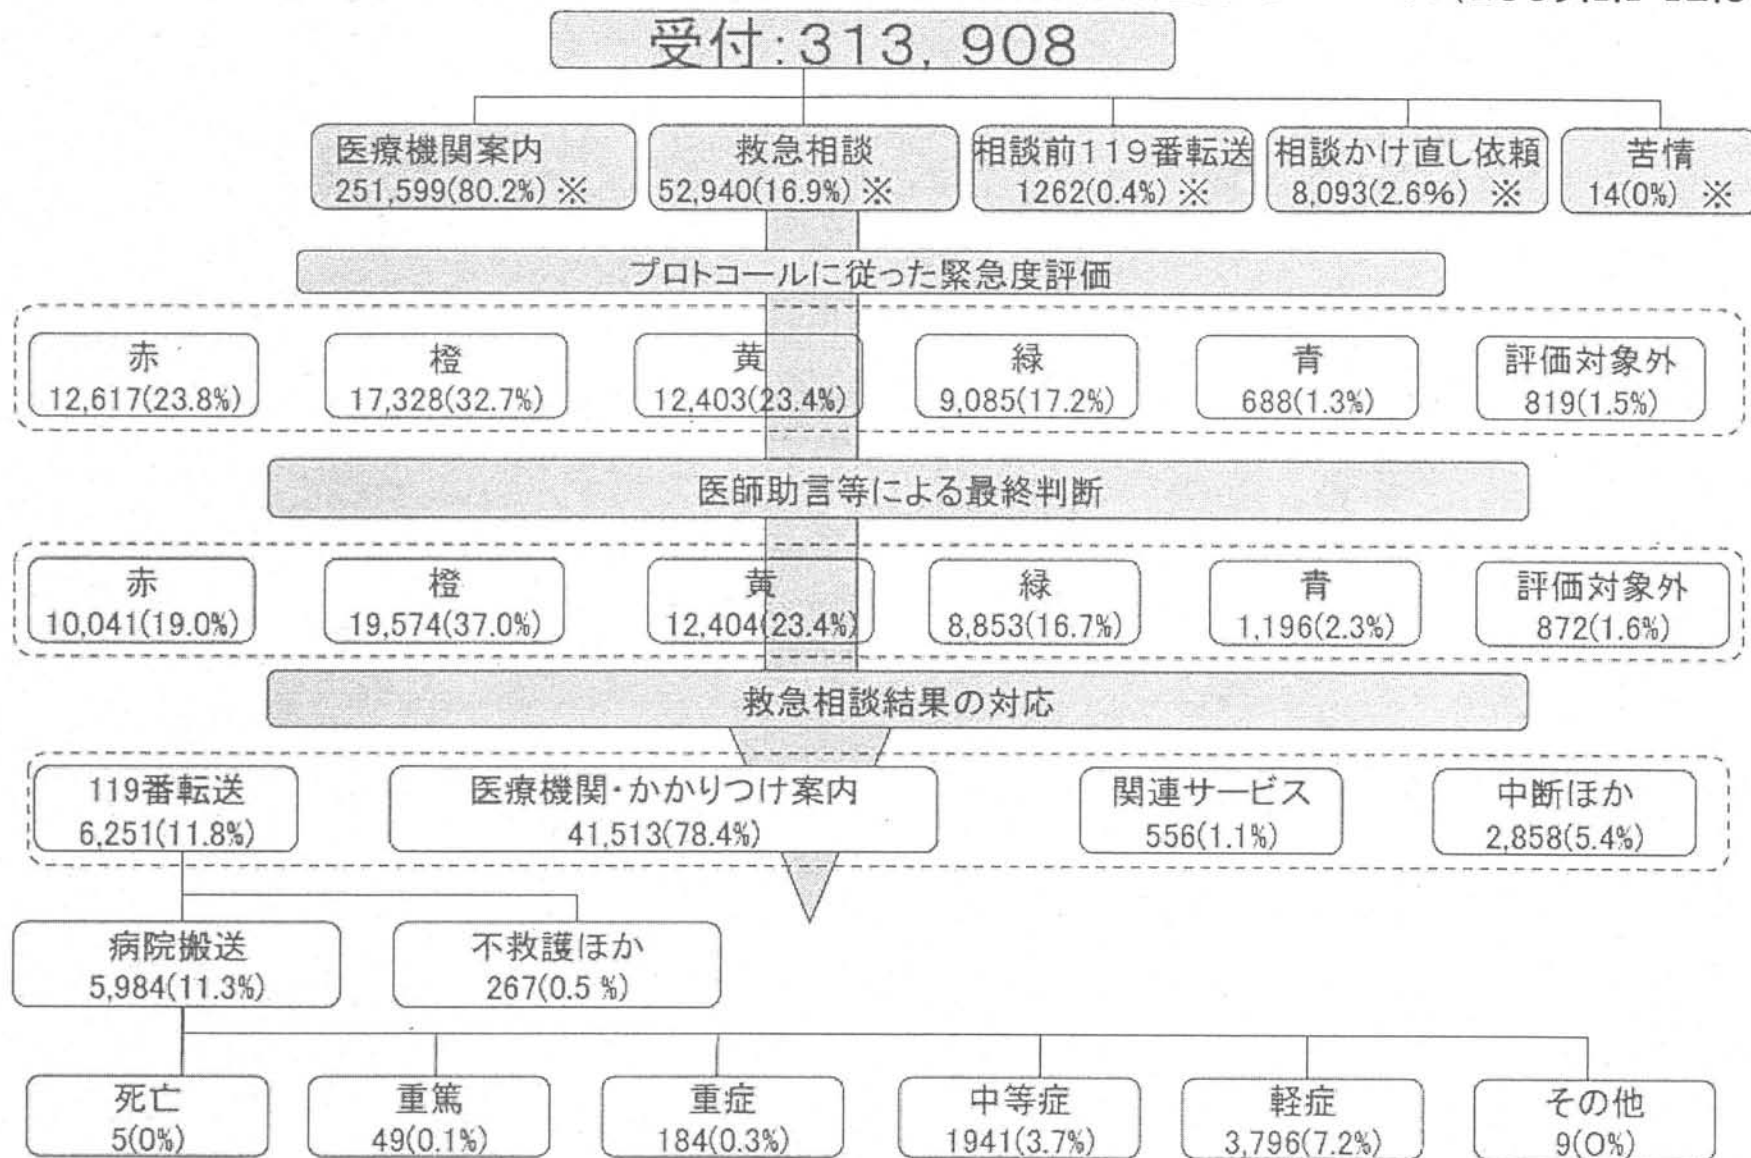 受付:313,908
医療機関案内
251,599(80.2%) ※
救急相談
52,940(16.9%) ※
相談前119番転送
1262(0.4%) ※
相談かけ直し依頼
8,093(2.6%) ※
苦情
14(0%) ※
プロトコールに従った緊急度評価
赤
12,617(23.8%)
橙
17,328(32.7%)
黄
12,403(23.4%)
緑
9,085(17.2%)
青
688(1.3%)
評価対象外
819(1.5%)
医師助言等による最終判断
赤
10,041(19.0%)
橙
19,574(37.0%)
黄
12,404(23.4%)
緑
8,853(16.7%)
青
1,196(2.3%)
評価対象外
872(1.6%)
救急相談結果の対応
119番転送
6,251(11.8%)
医療機関・かかりつけ案内
41,513(78.4%)
関連サービス
556(1.1%)
中断ほか
2,858(5.4%)
病院搬送
5,984(11.3%)
不救護ほか
267(0.5 %)
死亡
5(0%)
重篤
49(0.1%)
重症
184(0.3%)
中等症
1941(3.7%)
軽症
3,796(7.2%)
その他
9(0%)